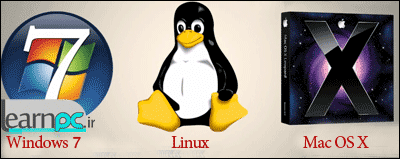 7
X
learnpc.ir
Windows 7
Linux
Mac OS X